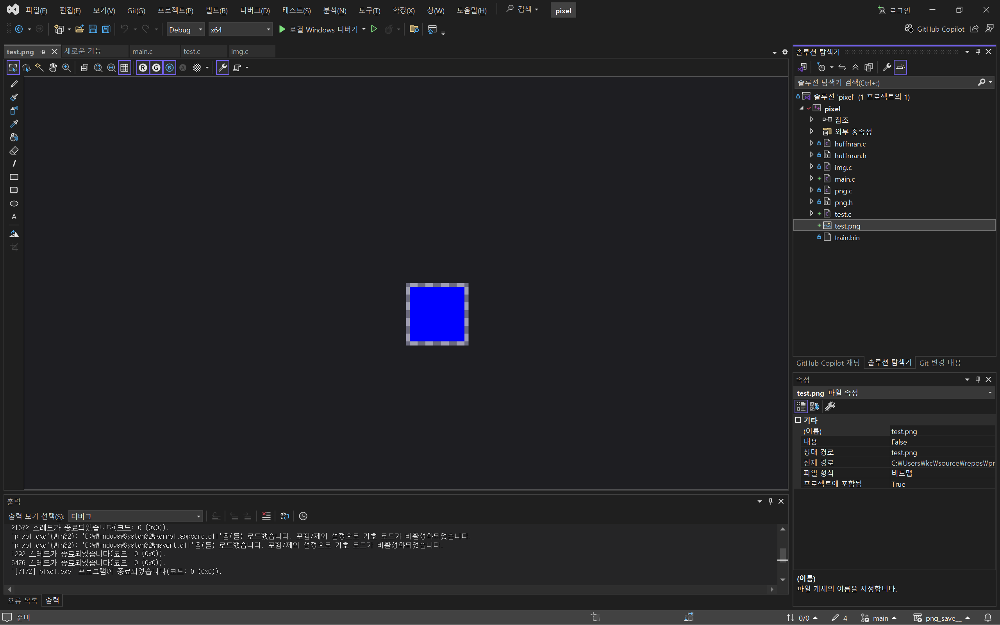 파일(F) 편집(E) 보기(V) Git(G) 프로젝트(P) 빌드(B) 디버그(D) 테스트(S) 분석(N) 도구(T) 확장(X) 창(W) 도움말(H) 검색 pixel 로그인
Debug x64 로컬 Windows 디버거 GitHub Copilot
test.png 새로운 기능 main.c test.c img.c
R G B A
A
솔루션 탐색기
솔루션 탐색기 검색(Ctrl+;)
솔루션 'pixel' (1 프로젝트의 1)
pixel
참조
외부 종속성
huffman.c
huffman.h
img.c
main.c
png.c
png.h
test.c
test.png
train.bin
GitHub Copilot 채팅 솔루션 탐색기 Git 변경 내용
속성
test.png 파일 속성
기타
(이름) test.png
내용 False
상대 경로 test.png
전체 경로 C:₩Users₩kc₩source₩repos₩pr
파일 형식 비트맵
프로젝트에 포함됨 True
(이름)
파일 개체의 이름을 지정합니다.
출력
출력 보기 선택(S): 디버그
21672 스레드가 종료되었습니다(코드: 0 (0x0)).
'pixel.exe'(Win32): 'C:₩Windows₩System32₩kernel.appcore.dll'을(를) 로드했습니다. 포함/제외 설정으로 기호 로드가 비활성화되었습니다.
'pixel.exe'(Win32): 'C:₩Windows₩System32₩msvcrt.dll'을(를) 로드했습니다. 포함/제외 설정으로 기호 로드가 비활성화되었습니다.
1292 스레드가 종료되었습니다(코드: 0 (0x0)).
6476 스레드가 종료되었습니다(코드: 0 (0x0)).
'[7172] pixel.exe' 프로그램이 종료되었습니다(코드: 0 (0x0)).
오류 목록 출력
준비 0/0 4 main png_save__